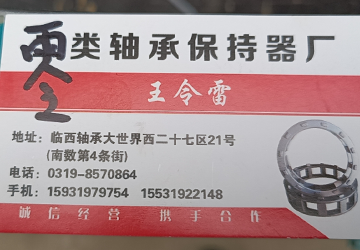 雷全类轴承保持器厂
王令雷
地址：临西轴承大世界西二十七区21号
(南数第4条街)
电话：0319-8570864
手机：15931979754 15531922148
诚信经营 携手合作